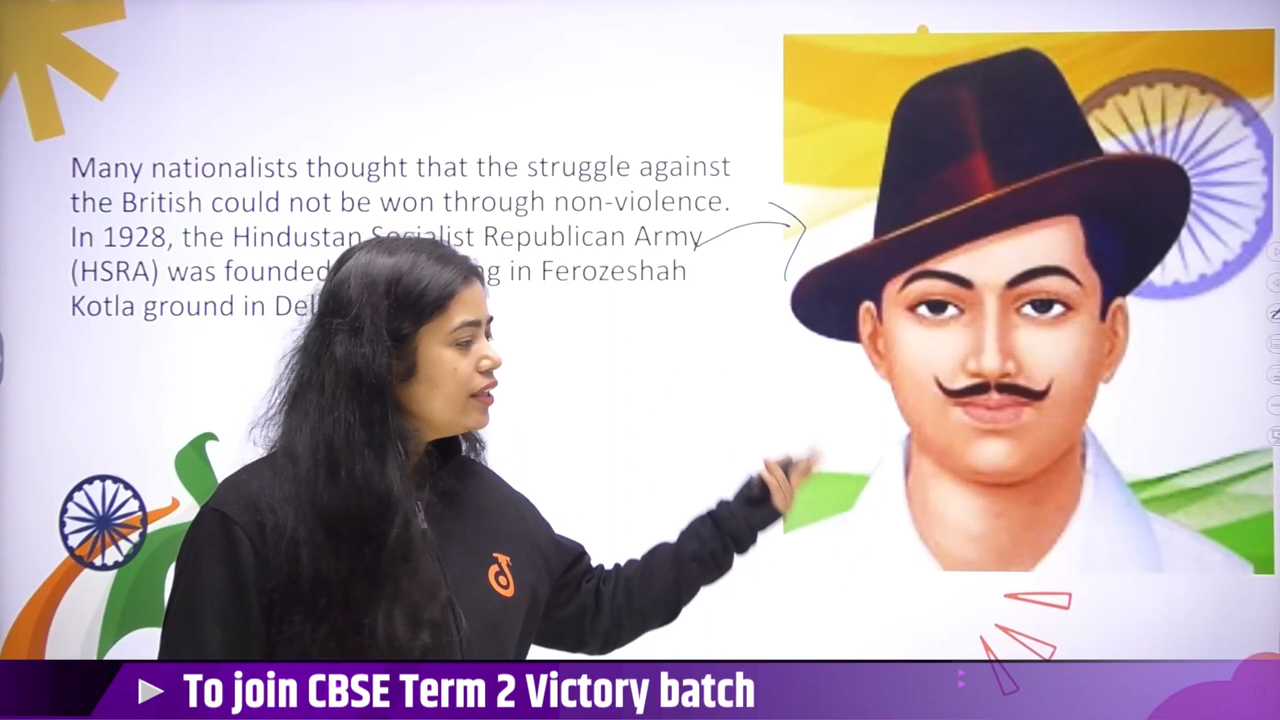 Many nationalists thought that the struggle against
the British could not be won through non-violence.
In 1928, the Hindustan Socialist Republican Army
(HSRA) was founded in Ferozeshah
Kotla ground in
To join CBSE Term 2 Victory batch